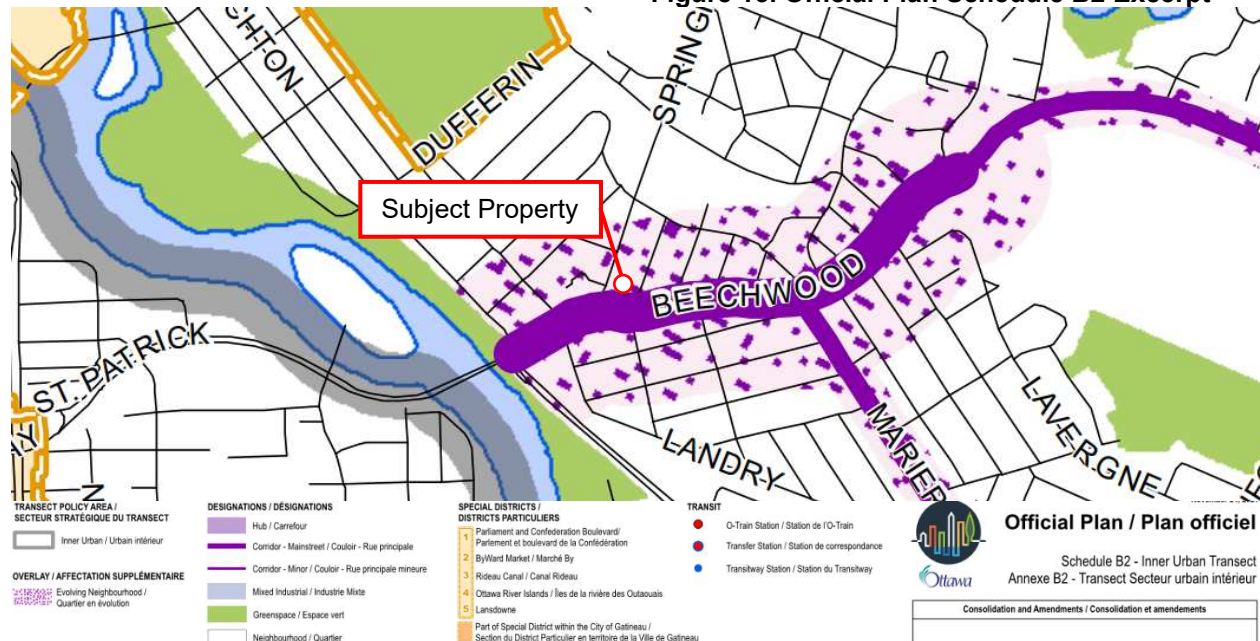 SPRING
CHTON
DUFFERIN
Subject Property
BEECHWOOD
ST. PATRICK
MARIER
LAVERGNE
LANDRY
TRANSECT POLICY AREA /
SECTEUR STRATÉGIQUE DU TRANSECT
Inner Urban / Urbain intérieur
OVERLAY / AFFECTATION SUPPLÉMENTAIRE
Evolving Neighbourhood /
Quartier en évolution
DESIGNATIONS / DÉSIGNATIONS
Hub / Carrefour
Corridor - Mainstreet / Couloir - Rue principale
Corridor - Minor / Couloir - Rue principale mineure
Mixed Industrial / Industrie Mixte
Greenspace / Espace vert
Neighbourhood / Quartier
SPECIAL DISTRICTS /
DISTRICTS PARTICULIERS
1 Parliament and Confederation Boulevard/
Parlement et boulevard de la Confédération
2 ByWard Market / Marché By
3 Rideau Canal / Canal Rideau
4 Ottawa River Islands / Îles de la rivière des Outaouais
5 Lansdowne
Part of Special District within the City of Gatineau /
Section du District Particulier en territoire de la Ville de Gatineau
TRANSIT
O-Train Station / Station de l'O-Train
Transfer Station / Station de correspondance
Transitway Station / Station du Transitway
Ottawa
Official Plan / Plan officiel
Schedule B2 - Inner Urban Transect
Annexe B2 - Transect Secteur urbain intérieur
Consolidation and Amendments / Consolidation et amendements